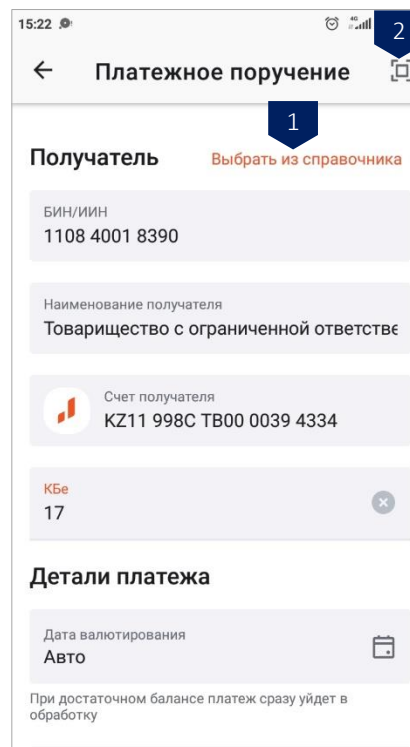 15:22
4G
2
Платежное поручение
1
Получатель
Выбрать из справочника
БИН/ИИН
1108 4001 8390
Наименование получателя
Товарищество с ограниченной ответстве
Счет получателя
KZ11 998C TB00 0039 4334
КБе
17
Детали платежа
Дата валютирования
Авто
При достаточном балансе платеж сразу уйдет в
обработку